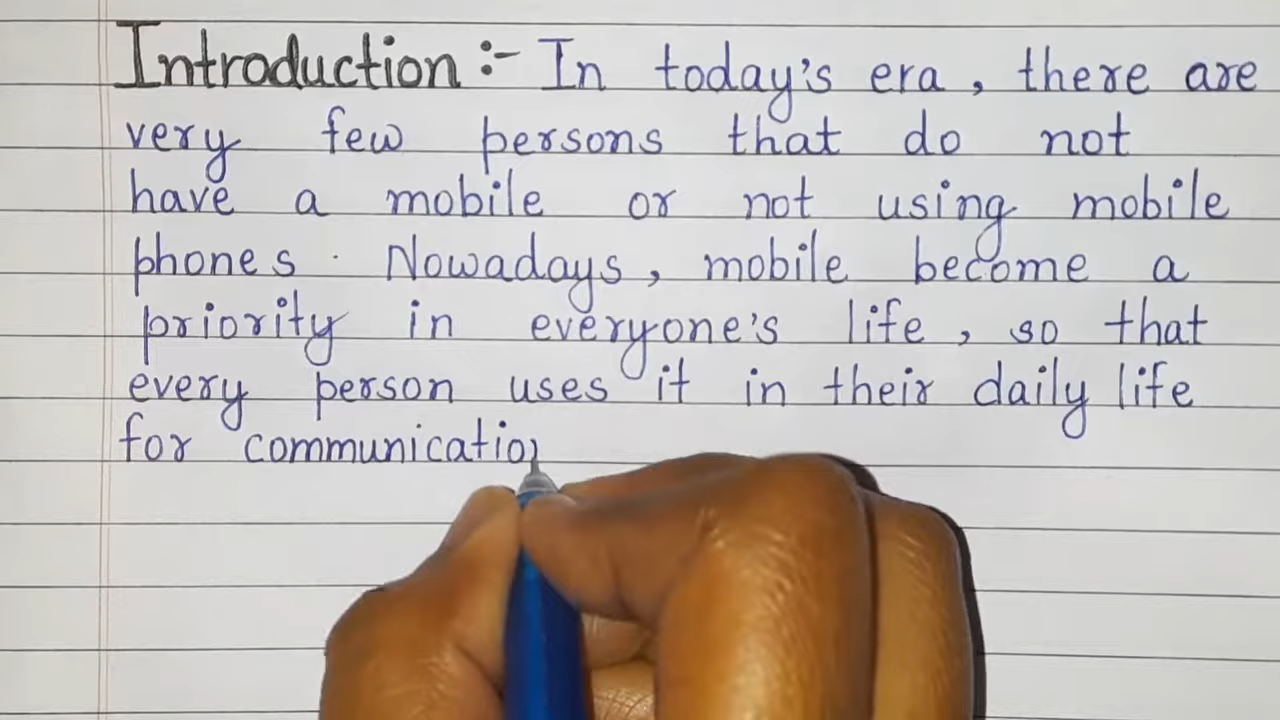 Introduction :- In today's era, there are
very few persons that do not
have a mobile or not using mobile
phones. Nowadays, mobile become a
priority in everyone's life, so that
every person uses it in their daily life
for communication